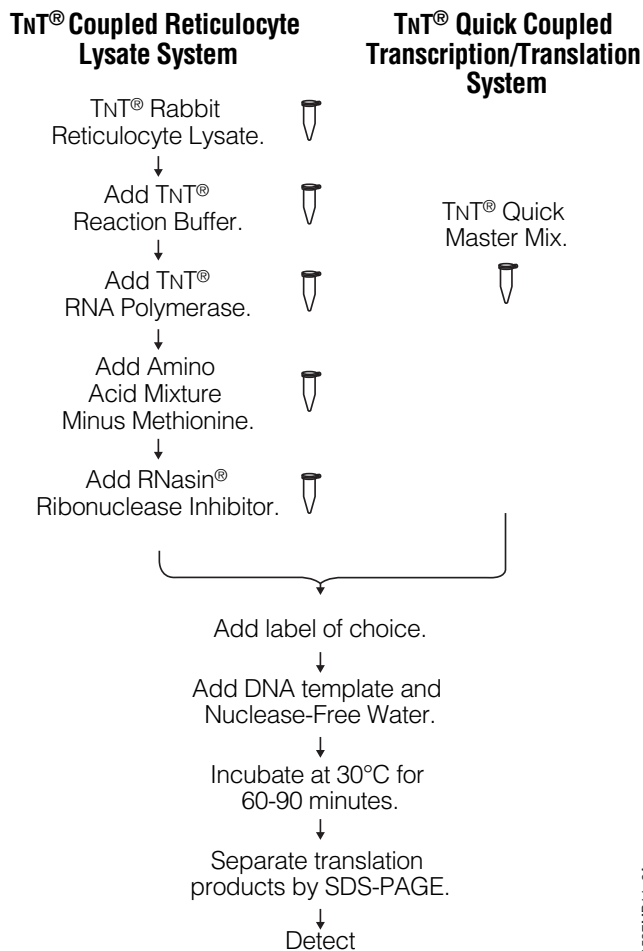 TNT® Coupled Reticulocyte
Lysate System
TNT® Rabbit
Reticulocyte Lysate.
Add TNT®
Reaction Buffer.
Add TNT®
RNA Polymerase.
Add Amino
Acid Mixture
Minus Methionine.
Add RNasin®
Ribonuclease Inhibitor.
TNT® Quick Coupled
Transcription/Translation
System
TNT® Quick
Master Mix.
Add label of choice.
Add DNA template and
Nuclease-Free Water.
Incubate at 30°C for
60-90 minutes.
Separate translation
products by SDS-PAGE.
Detect